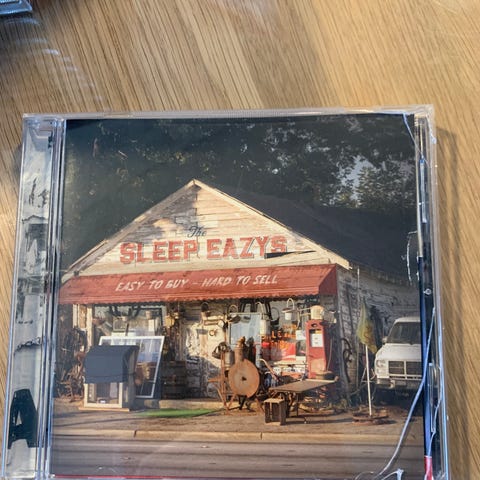 The
SLEEP EAZYS
EASY TO BUY - HARD TO SELL
A